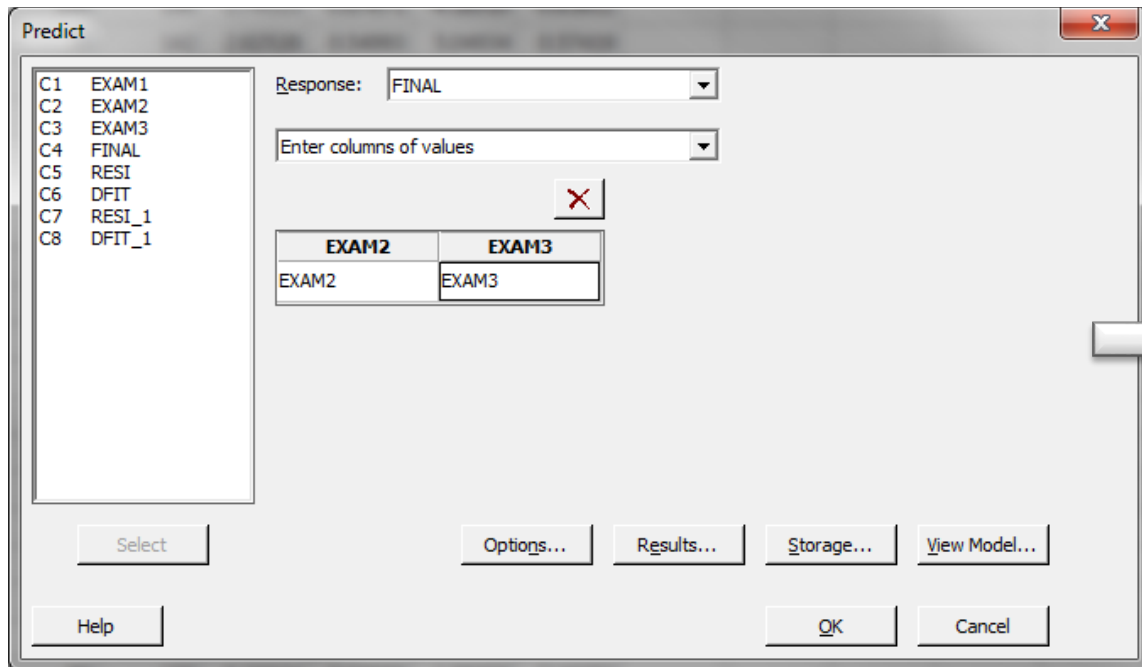 Predict
C1 EXAM1
C2 EXAM2
C3 EXAM3
C4 FINAL
C5 RESI
C6 DFIT
C7 RESI_1
C8 DFIT_1
Response: FINAL
Enter columns of values
EXAM2 EXAM3
EXAM2 EXAM3
Select
Options... Results... Storage... View Model...
Help
OK Cancel